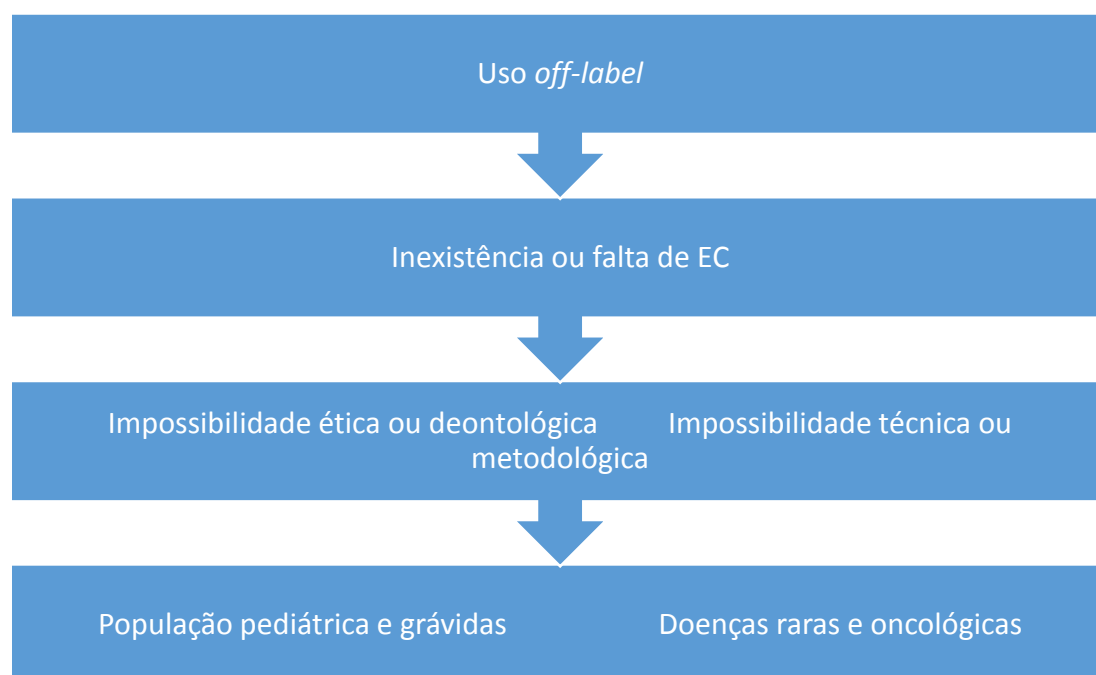 Uso off-label
Inexistência ou falta de EC
Impossibilidade ética ou deontológica Impossibilidade técnica ou
metodológica
População pediátrica e grávidas Doenças raras e oncológicas